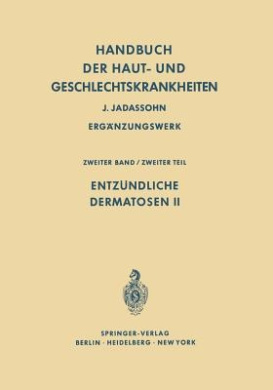 HANDBUCH
DER HAUT- UND
GESCHLECHTSKRANKHEITEN
J. JADASSOHN
ERGÄNZUNGSWERK
ZWEITER BAND / ZWEITER TEIL
ENTZÜNDLICHE
DERMATOSEN II
SPRINGER-VERLAG
BERLIN · HEIDELBERG · NEW YORK